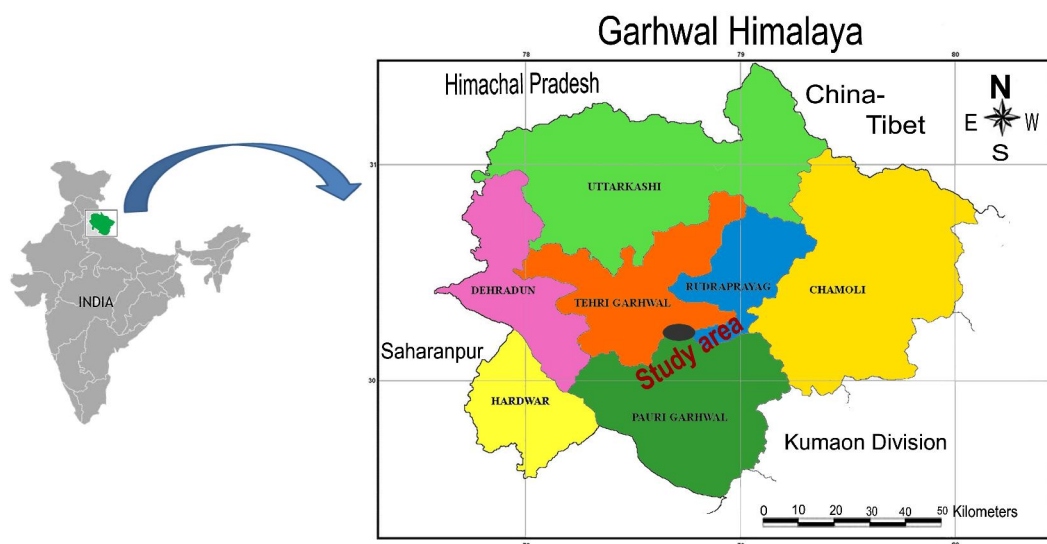 Garhwal Himalaya
78
79
80
Himachal Pradesh
China-
Tibet
N
E
W
S
31
UTTARKASHI
DEHRADUN
TEHRI GARHWAL
RUDRAPRAYAG
CHAMOLI
INDIA
Study area
Saharanpur
30
HARDWAR
PAURI GARHWAL
Kumaon Division
0 10 20 30 40 50 Kilometers